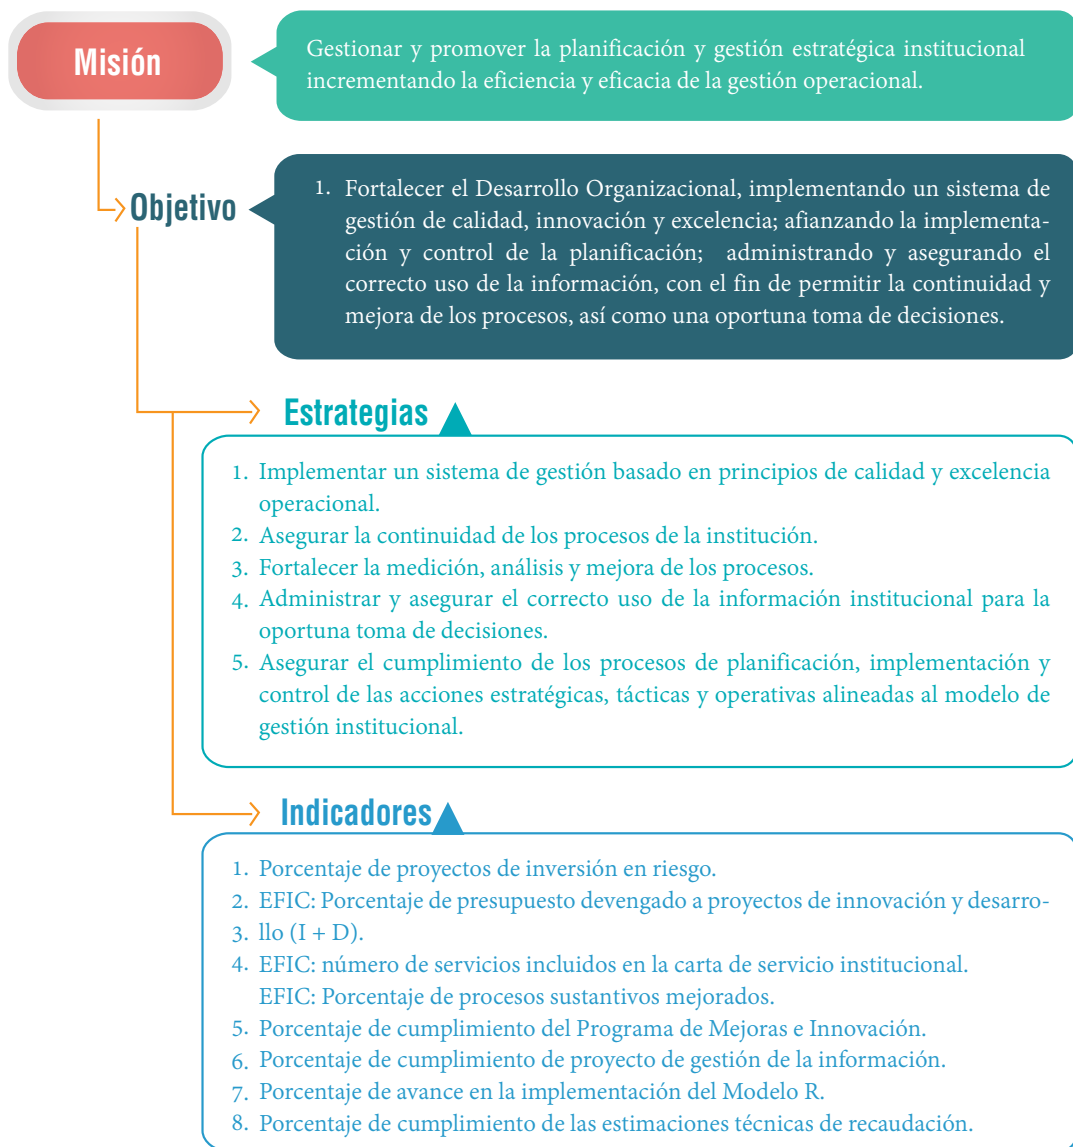 Misión
Gestionar y promover la planificación y gestión estratégica institucional
incrementando la eficiencia y eficacia de la gestión operacional.
Objetivo
1. Fortalecer el Desarrollo Organizacional, implementando un sistema de
gestión de calidad, innovación y excelencia; afianzando la implementa-
ción y control de la planificación; administrando y asegurando el
correcto uso de la información, con el fin de permitir la continuidad y
mejora de los procesos, así como una oportuna toma de decisiones.
Estrategias
1. Implementar un sistema de gestión basado en principios de calidad y excelencia
operacional.
2. Asegurar la continuidad de los procesos de la institución.
3. Fortalecer la medición, análisis y mejora de los procesos.
4. Administrar y asegurar el correcto uso de la información institucional para la
oportuna toma de decisiones.
5. Asegurar el cumplimiento de los procesos de planificación, implementación y
control de las acciones estratégicas, tácticas y operativas alineadas al modelo de
gestión institucional.
Indicadores
1. Porcentaje de proyectos de inversión en riesgo.
2. EFIC: Porcentaje de presupuesto devengado a proyectos de innovación y desarro-
3. llo (I + D).
4. EFIC: número de servicios incluidos en la carta de servicio institucional.
EFIC: Porcentaje de procesos sustantivos mejorados.
5. Porcentaje de cumplimiento del Programa de Mejoras e Innovación.
6. Porcentaje de cumplimiento de proyecto de gestión de la información.
7. Porcentaje de avance en la implementación del Modelo R.
8. Porcentaje de cumplimiento de las estimaciones técnicas de recaudación.